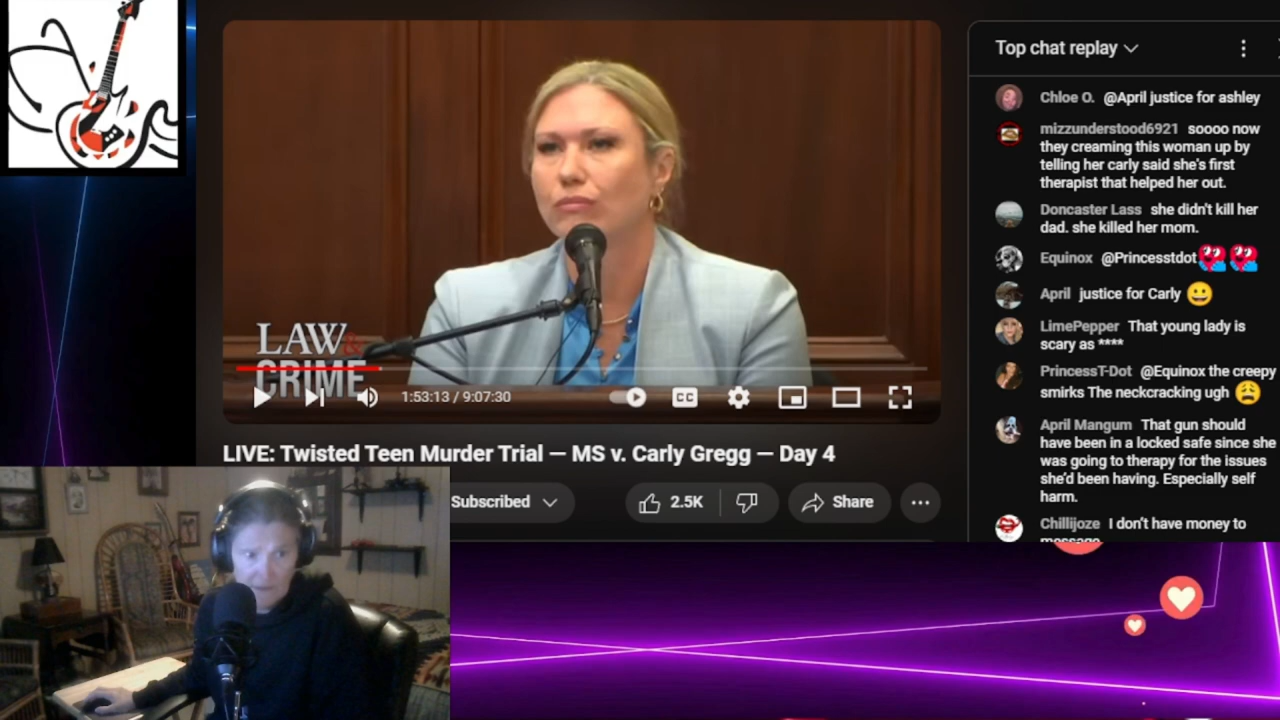 Top chat replay
Chloe O. @April justice for ashley
mizzunderstood6921 soooo now
they creaming this woman up by
telling her carly said she's first
therapist that helped her out.
Doncaster Lass she didn't kill her
dad. she killed her mom.
Equinox @Princesstdot
April justice for Carly
LimePepper That young lady is
scary as ****
PrincessT-Dot @Equinox the creepy
smirks The neckcracking ugh
April Mangum That gun should
have been in a locked safe since she
was going to therapy for the issues
she'd been having. Especially self
harm.
Chillijoze I don't have money to
message
LAW&
CRIME
1:53:13 / 9:07:30
CC
LIVE: Twisted Teen Murder Trial — MS v. Carly Gregg — Day 4
Subscribed
2.5K
Share